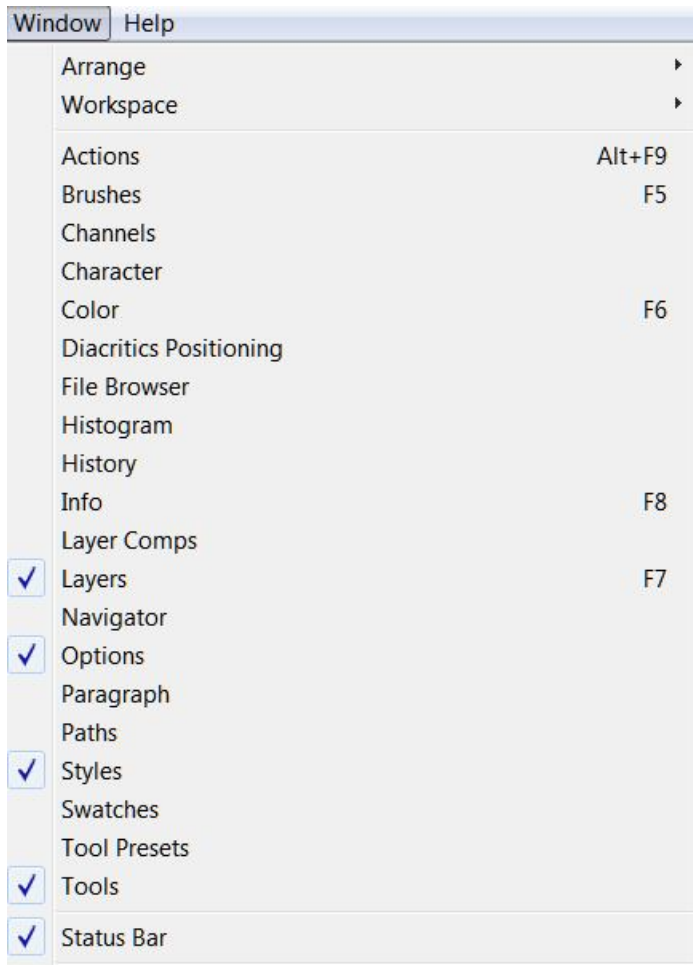 Window Help
Arrange
Workspace
Actions Alt+F9
Brushes F5
Channels
Character
Color F6
Diacritics Positioning
File Browser
Histogram
History
Info F8
Layer Comps
Layers F7
Navigator
Options
Paragraph
Paths
Styles
Swatches
Tool Presets
Tools
Status Bar